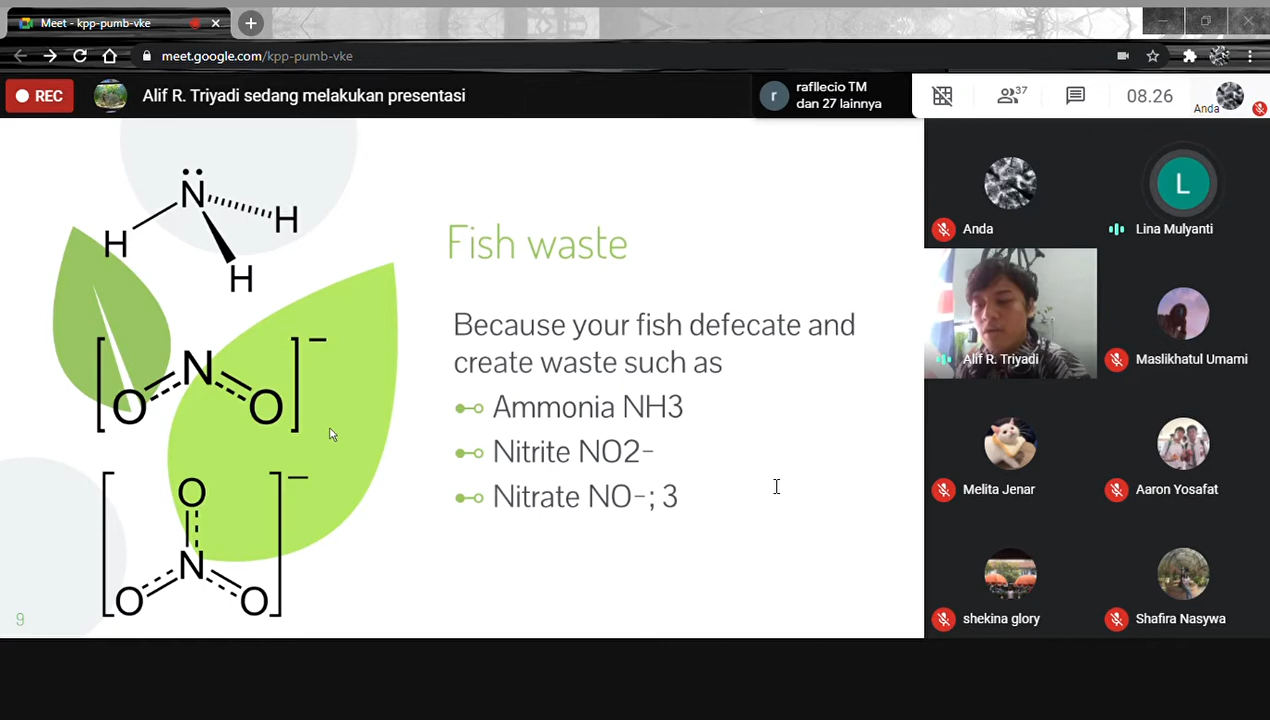 Meet - kpp-pumb-vke
meet.google.com/kpp-pumb-vke
REC
Alif R. Triyadi sedang melakukan presentasi
r
rafllecio TM
dan 27 lainnya
37
08.26
Anda
N
H
H
H
[O N O]−
[O
N
O O]−
9
Fish waste
Because your fish defecate and
create waste such as
Ammonia NH3
Nitrite NO2−
Nitrate NO−; 3
Anda
L
Lina Mulyanti
Alif R. Triyadi
Maslikhatul Umami
Melita Jenar
Aaron Yosafat
shekina glory
Shafira Nasywa